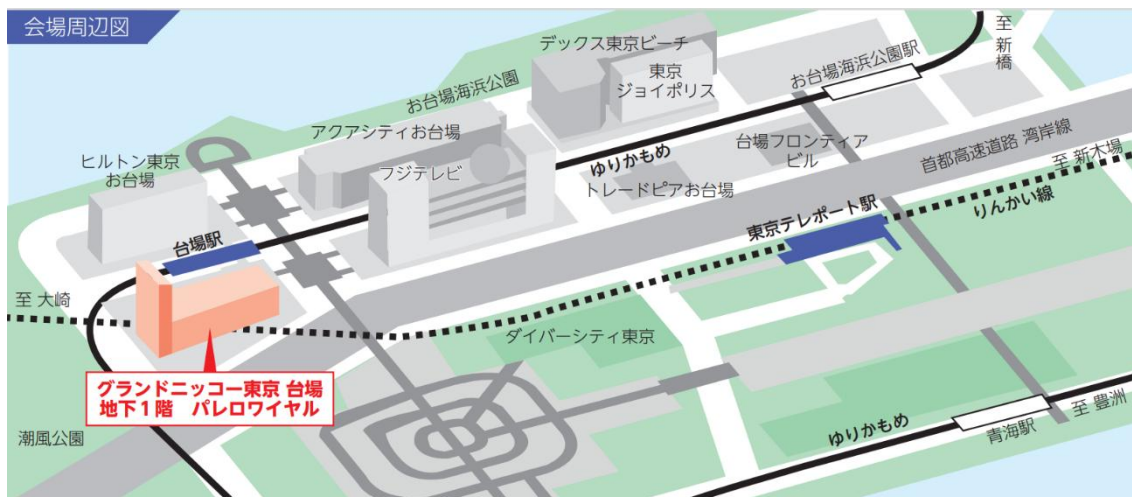 会場周辺図
デックス東京ビーチ
東京
ジョイポリス
お台場海浜公園駅
至 新橋
お台場海浜公園
アクアシティお台場
フジテレビ
ゆりかもめ
台場フロンティア
ビル
首都高速道路 湾岸線
至 新木場
ヒルトン東京
お台場
トレードピアお台場
りんかい線
東京テレポート駅
台場駅
至 大崎
ダイバーシティ東京
グランドニッコー東京 台場
地下1階 パレロワイヤル
潮風公園
ゆりかもめ
青海駅
至 豊洲